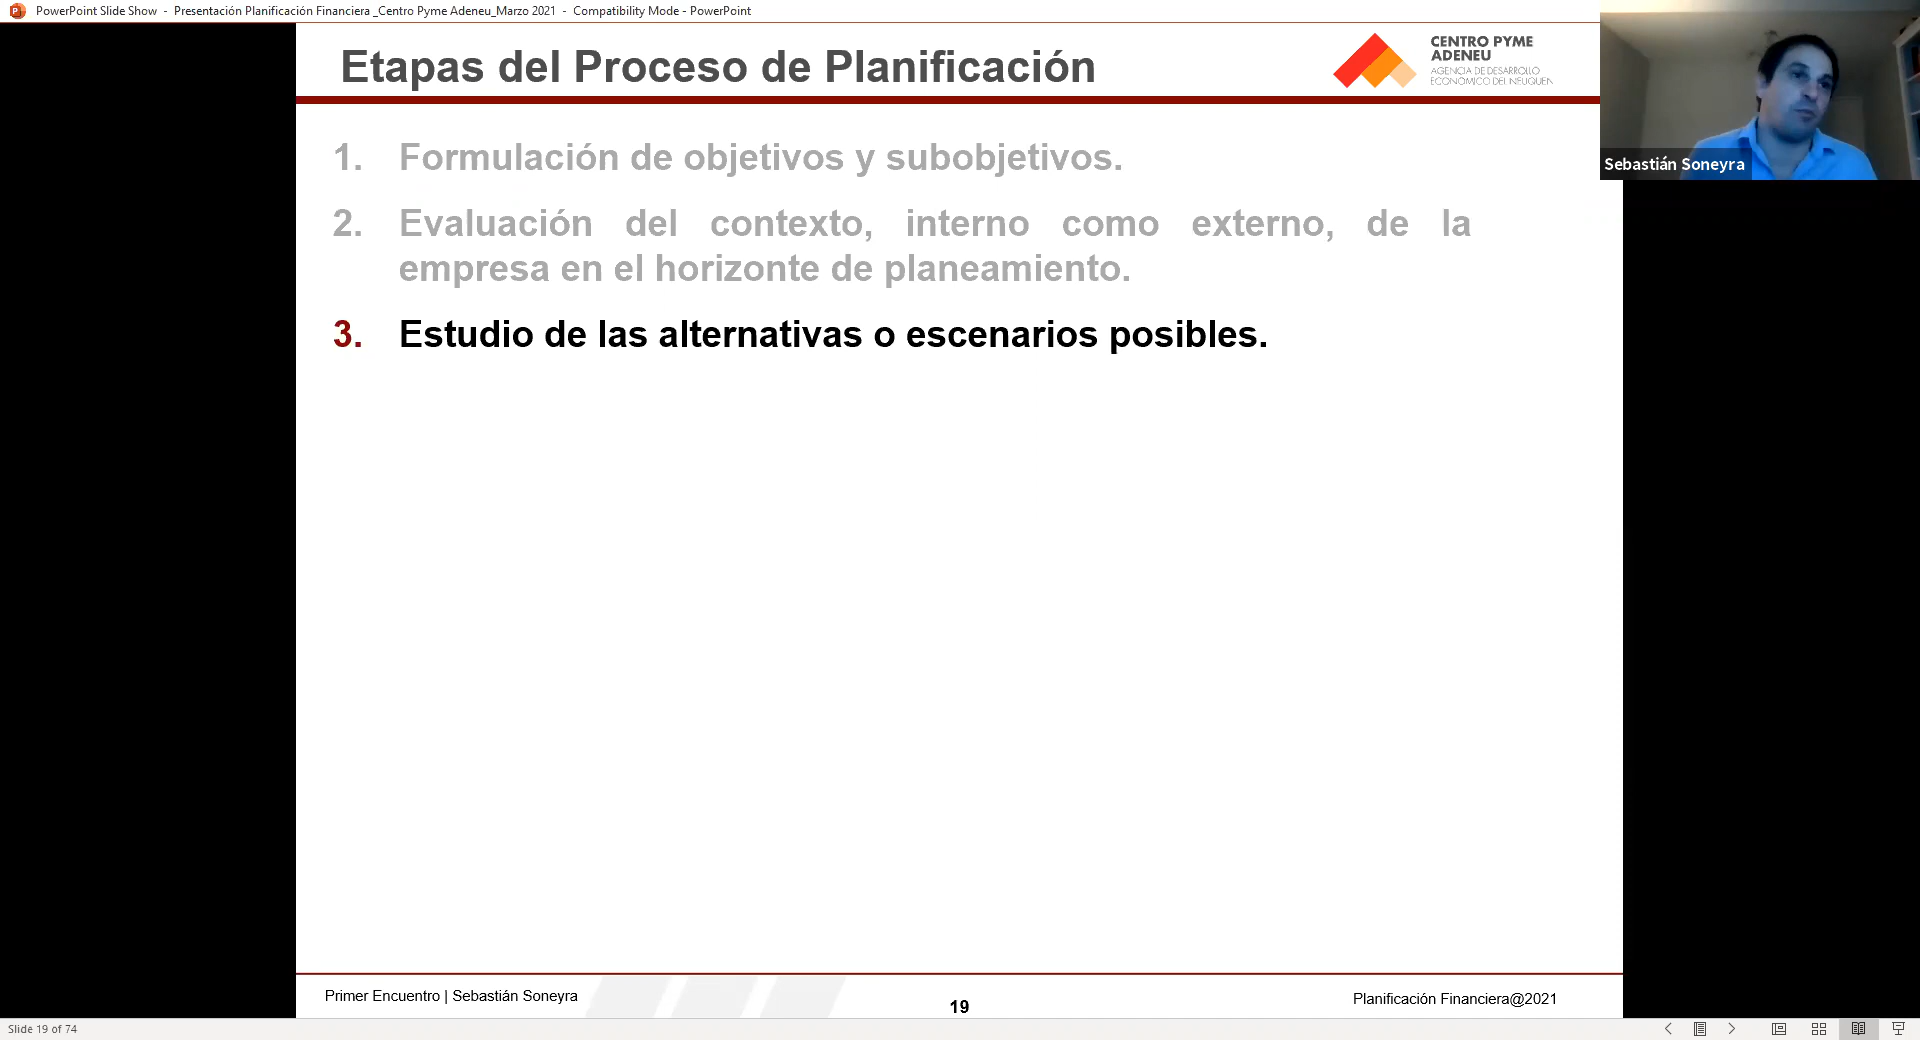 PowerPoint Slide Show - Presentación Planificación Financiera _Centro Pyme Adeneu_Marzo 2021 - Compatibility Mode - PowerPoint
Etapas del Proceso de Planificación
CENTRO PYME
ADENEU
AGENCIA DE DESARROLLO
ECONOMICO DEL NEUQUEN
Sebastián Soneyra
1. Formulación de objetivos y subobjetivos.
2. Evaluación del contexto, interno como externo, de la
empresa en el horizonte de planeamiento.
3. Estudio de las alternativas o escenarios posibles.
Primer Encuentro | Sebastián Soneyra
19
Planificación Financiera@2021
Slide 19 of 74